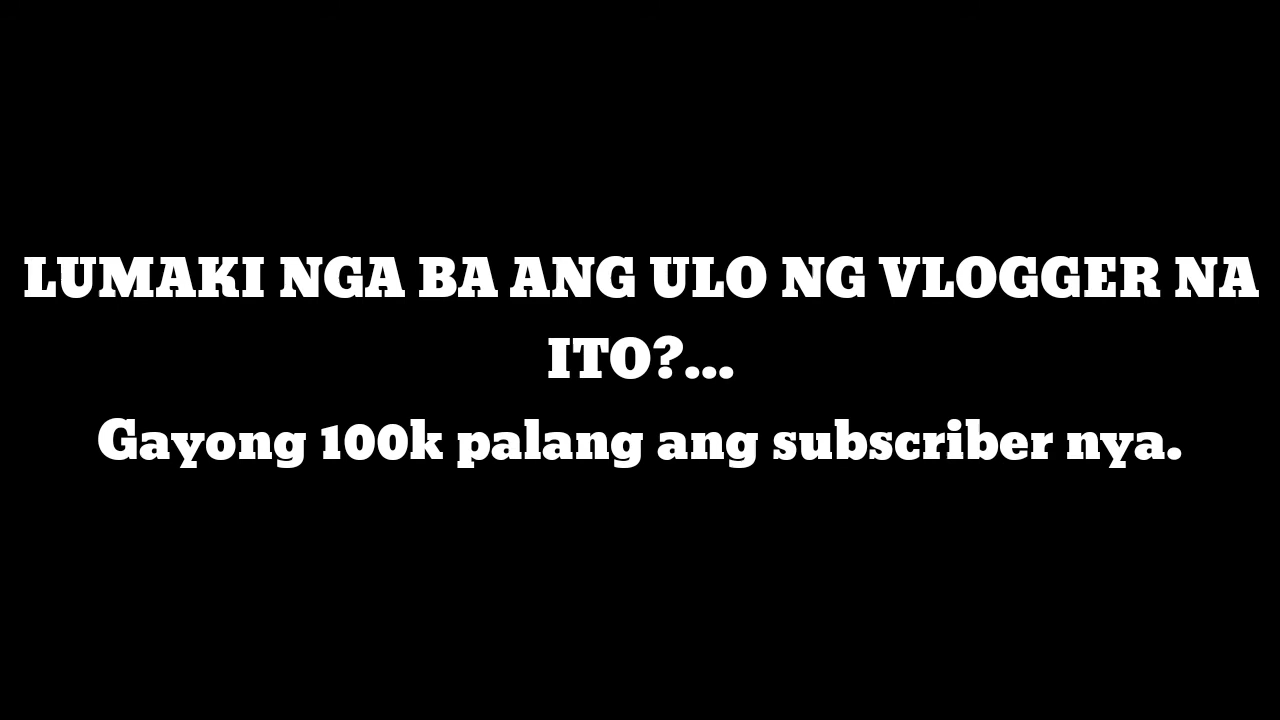 LUMAKI NGA BA ANG ULO NG VLOGGER NA
ITO?...
Gayong 100k palang ang subscriber nya.